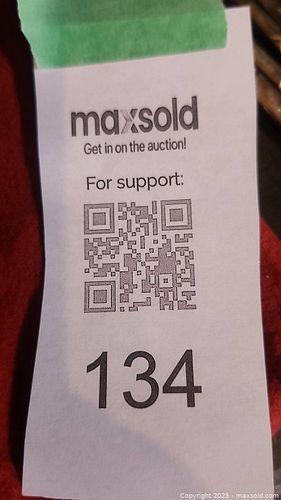 maxsold
Get in on the auction!
For support:
134
Copyright 2023 - maxsold.com